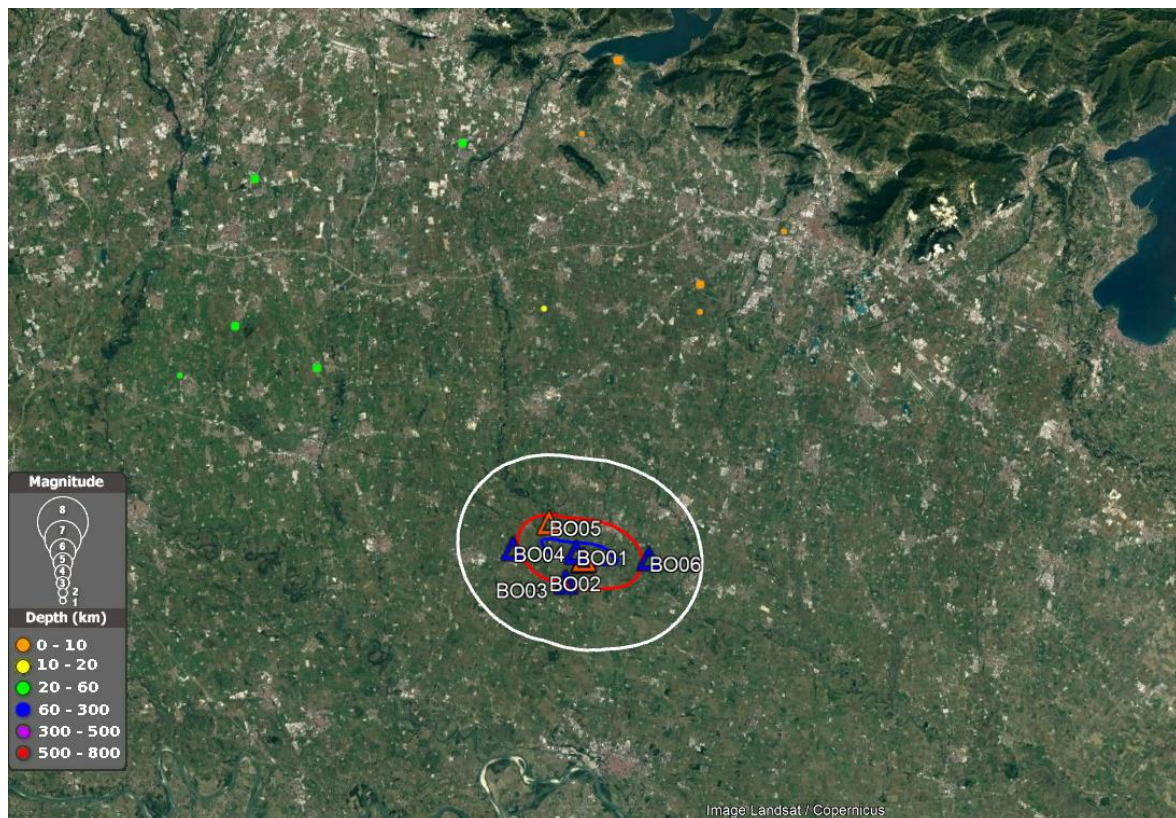 BO05
BO04
BO01
BO06
BO03
BO02
Magnitude
8
7
6
5
4
3
2
1
Depth (km)
0 - 10
10 - 20
20 - 60
60 - 300
300 - 500
500 - 800
Image Landsat / Copernicus